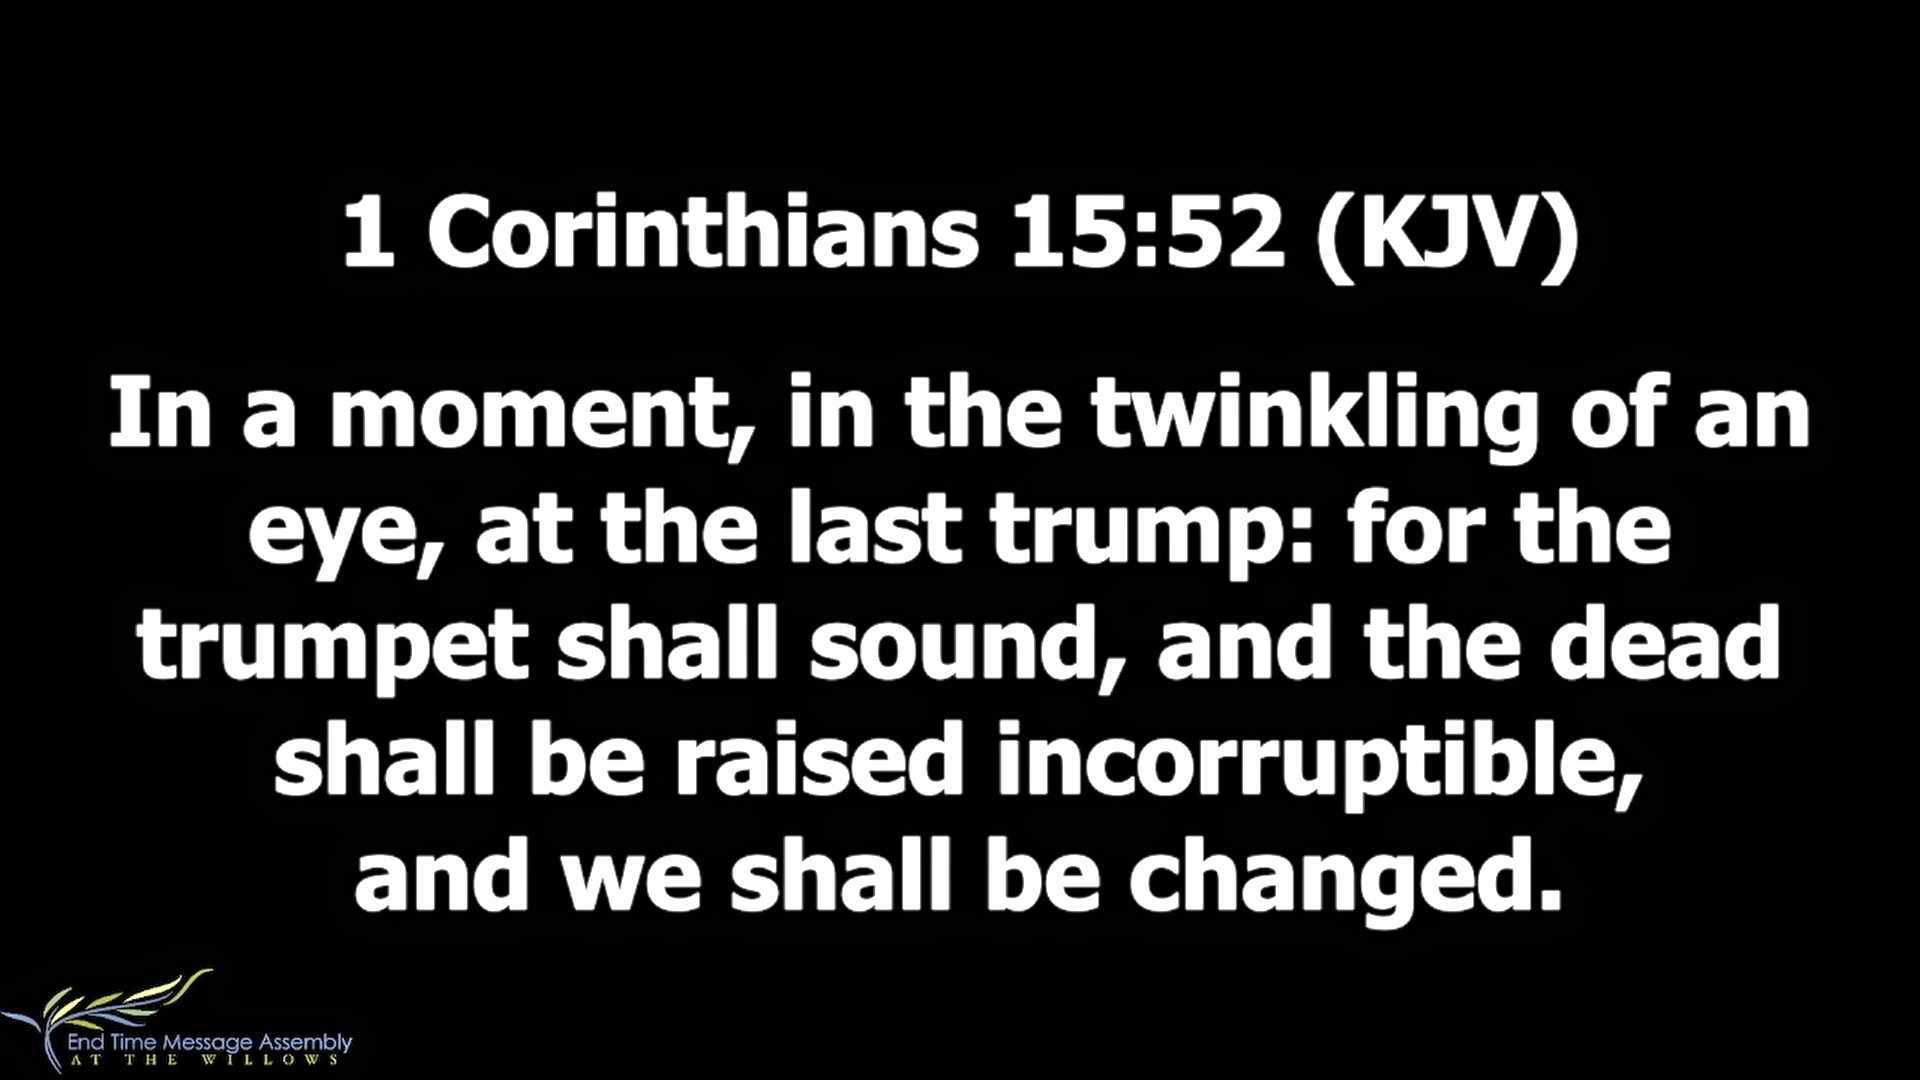 1 Corinthians 15:52 (KJV)
In a moment, in the twinkling of an
eye, at the last trump: for the
trumpet shall sound, and the dead
shall be raised incorruptible,
and we shall be changed.
End Time Message Assembly
AT THE WILLOWS